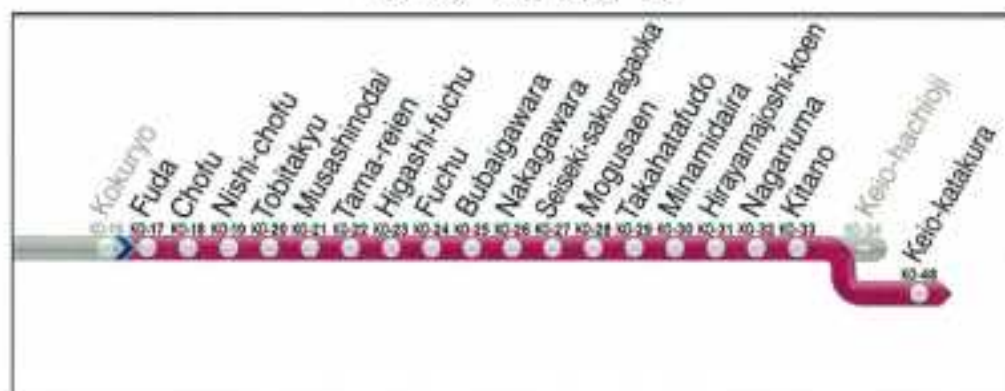 Kokuryo
Fuda
Chofu
Nishi-chofu
Tobitakyu
Musashinodai
Tama-reien
Higashi-fuchu
Fuchu
Bubaigawara
Nakagawara
Seiseki-sakuragaoka
Mogusaen
Takahatafudo
Minamidaira
Hirayamajoshi-koen
Naganuma
Kitano
Keio-hachioji
Keio-katakura
KO-17
KO-18
KO-19
KO-20
KO-21
KO-22
KO-23
KO-24
KO-25
KO-26
KO-27
KO-28
KO-29
KO-30
KO-31
KO-32
KO-33
KO-48